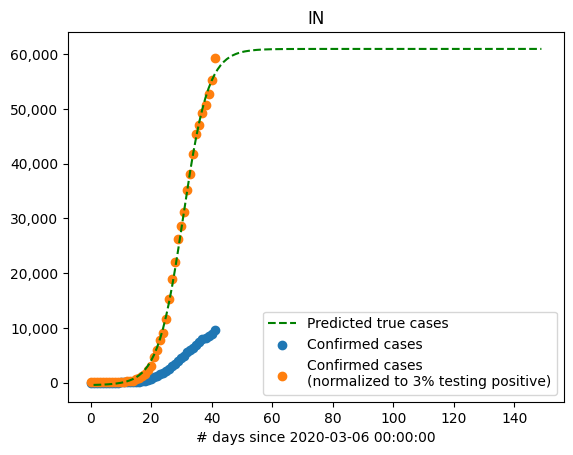 IN
60,000
50,000
40,000
30,000
20,000
10,000
0
Predicted true cases
Confirmed cases
Confirmed cases
(normalized to 3% testing positive)
0 20 40 60 80 100 120 140
# days since 2020-03-06 00:00:00